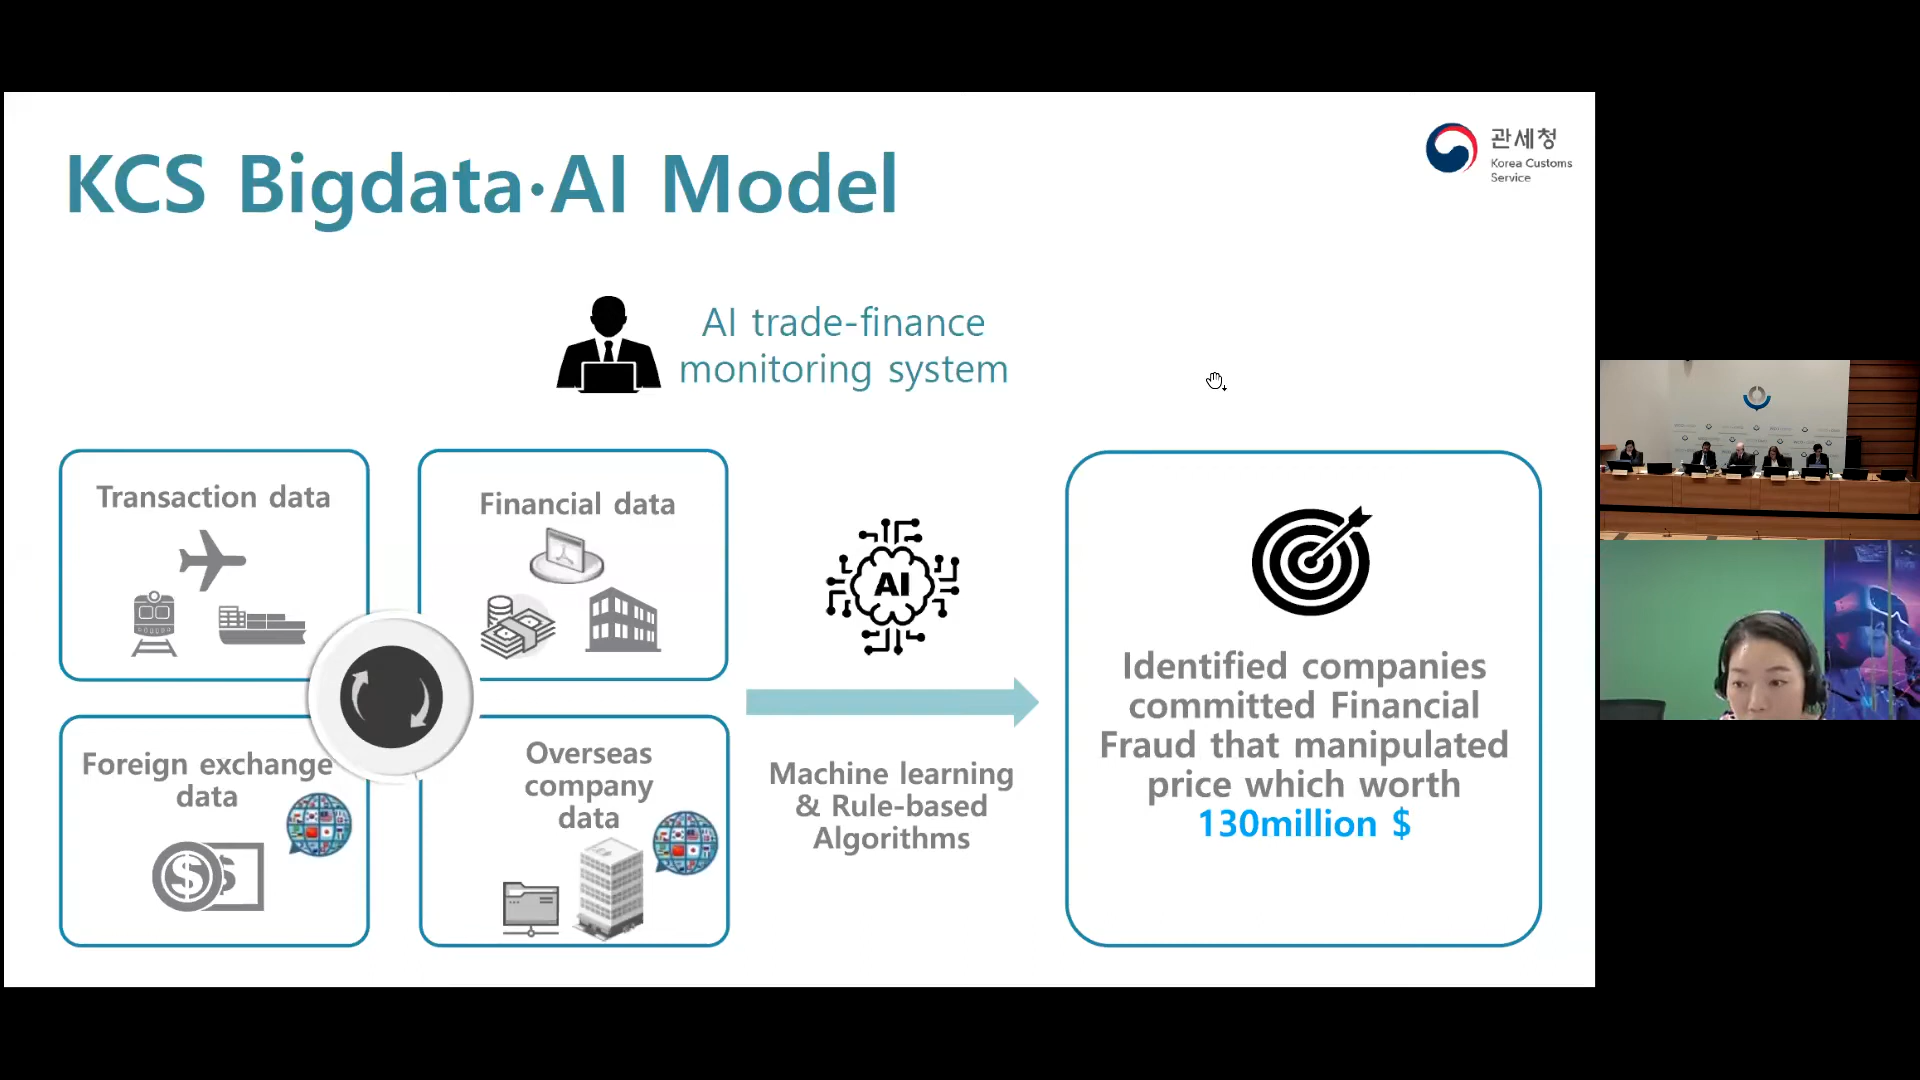 KCS Bigdata·AI Model
관세청
Korea Customs
Service
AI trade-finance
monitoring system
Transaction data
Financial data
Foreign exchange
data
Overseas
company
data
AI
Machine learning
& Rule-based
Algorithms
Identified companies
committed Financial
Fraud that manipulated
price which worth
130million $